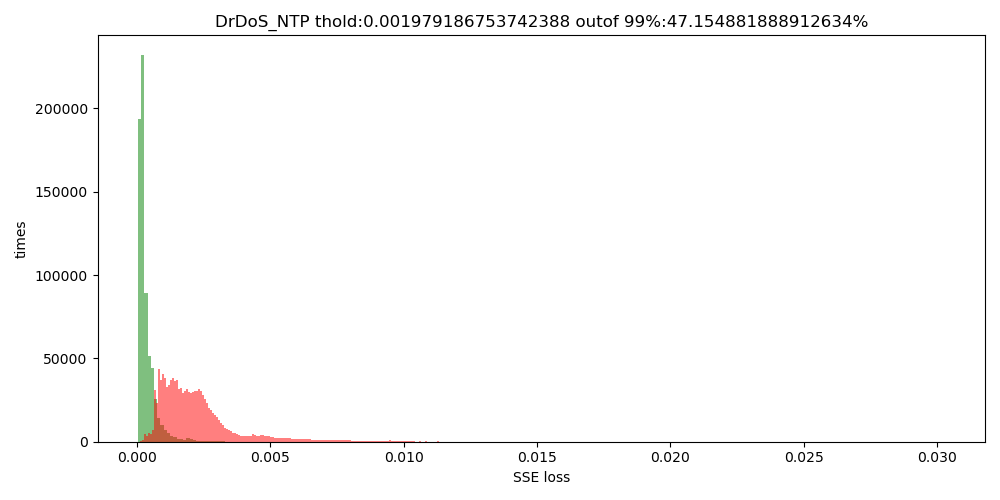 DrDoS_NTP thold:0.001979186753742388 outof 99%:47.154881888912634%
200000
150000
100000
50000
0
times
0.000 0.005 0.010 0.015 0.020 0.025 0.030
SSE loss